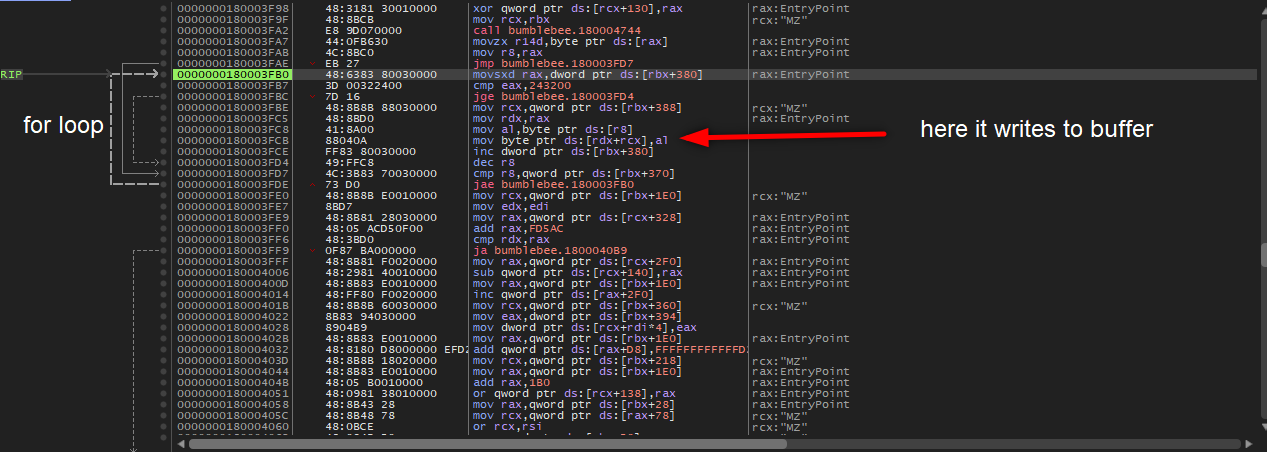 0000000180003F98 48:3181 30010000 xor qword ptr ds:[rcx+130],rax rax:EntryPoint
0000000180003F9F 48:8BCB mov rcx,rbx rcx:"MZ"
0000000180003FA2 E8 9D070000 call bumblebee.180004744
0000000180003FA7 44:0FB630 movzx r14d,byte ptr ds:[rax] rax:EntryPoint
0000000180003FAB 4C:8BC0 mov r8,rax rax:EntryPoint
0000000180003FAE EB 27 jmp bumblebee.180003FD7
RIP 0000000180003FB0 48:6383 80030000 movsxd rax,dword ptr ds:[rbx+380] rax:EntryPoint
0000000180003FB7 3D 00322400 cmp eax,243200
0000000180003FBC 7D 16 jge bumblebee.180003FD4
0000000180003FBE 48:8B8B 88030000 mov rcx,qword ptr ds:[rbx+388] rcx:"MZ"
0000000180003FC5 48:8BD0 mov rdx,rax rax:EntryPoint
for loop 0000000180003FC8 41:8A00 mov al,byte ptr ds:[r8] here it writes to buffer
0000000180003FCB 88040A mov byte ptr ds:[rdx+rcx],al
0000000180003FCE FF83 80030000 inc dword ptr ds:[rbx+380]
0000000180003FD4 49:FFC8 dec r8
0000000180003FD7 4C:3B83 70030000 cmp r8,qword ptr ds:[rbx+370]
0000000180003FDE 73 D0 jae bumblebee.180003FB0
0000000180003FE0 48:8B8B E0010000 mov rcx,qword ptr ds:[rbx+1E0] rcx:"MZ"
0000000180003FE7 8BD7 mov edx,edi
0000000180003FE9 48:8B81 28030000 mov rax,qword ptr ds:[rcx+328] rax:EntryPoint
0000000180003FF0 48:05 ACD50F00 add rax,FD5AC rax:EntryPoint
0000000180003FF6 48:3BD0 cmp rdx,rax rax:EntryPoint
0000000180003FF9 0F87 BA000000 ja bumblebee.1800040B9
0000000180003FFF 48:8B81 F0020000 mov rax,qword ptr ds:[rcx+2F0] rax:EntryPoint
0000000180004006 48:2981 40010000 sub qword ptr ds:[rcx+140],rax rax:EntryPoint
000000018000400D 48:8B83 E0010000 mov rax,qword ptr ds:[rbx+1E0] rax:EntryPoint
0000000180004014 48:FF80 F0020000 inc qword ptr ds:[rax+2F0]
000000018000401B 48:8B8B 60030000 mov rcx,qword ptr ds:[rbx+360] rcx:"MZ"
0000000180004022 8B83 94030000 mov eax,dword ptr ds:[rbx+394]
0000000180004028 8904B9 mov dword ptr ds:[rcx+rdi*4],eax
000000018000402B 48:8B83 E0010000 mov rax,qword ptr ds:[rbx+1E0] rax:EntryPoint
0000000180004032 48:8180 D8000000 EFD2 add qword ptr ds:[rax+D8],FFFFFFFFFFFFD
000000018000403D 48:8B8B 18020000 mov rcx,qword ptr ds:[rbx+218] rcx:"MZ"
0000000180004044 48:8B83 E0010000 mov rax,qword ptr ds:[rbx+1E0] rax:EntryPoint
000000018000404B 48:05 B0010000 add rax,1B0 rax:EntryPoint
0000000180004051 48:0981 38010000 or qword ptr ds:[rcx+138],rax rax:EntryPoint
0000000180004058 48:8B43 28 mov rax,qword ptr ds:[rbx+28] rax:EntryPoint
000000018000405C 48:8B48 78 mov rcx,qword ptr ds:[rax+78] rcx:"MZ"
0000000180004060 48:0BCE or rcx,rsi rcx:"MZ"